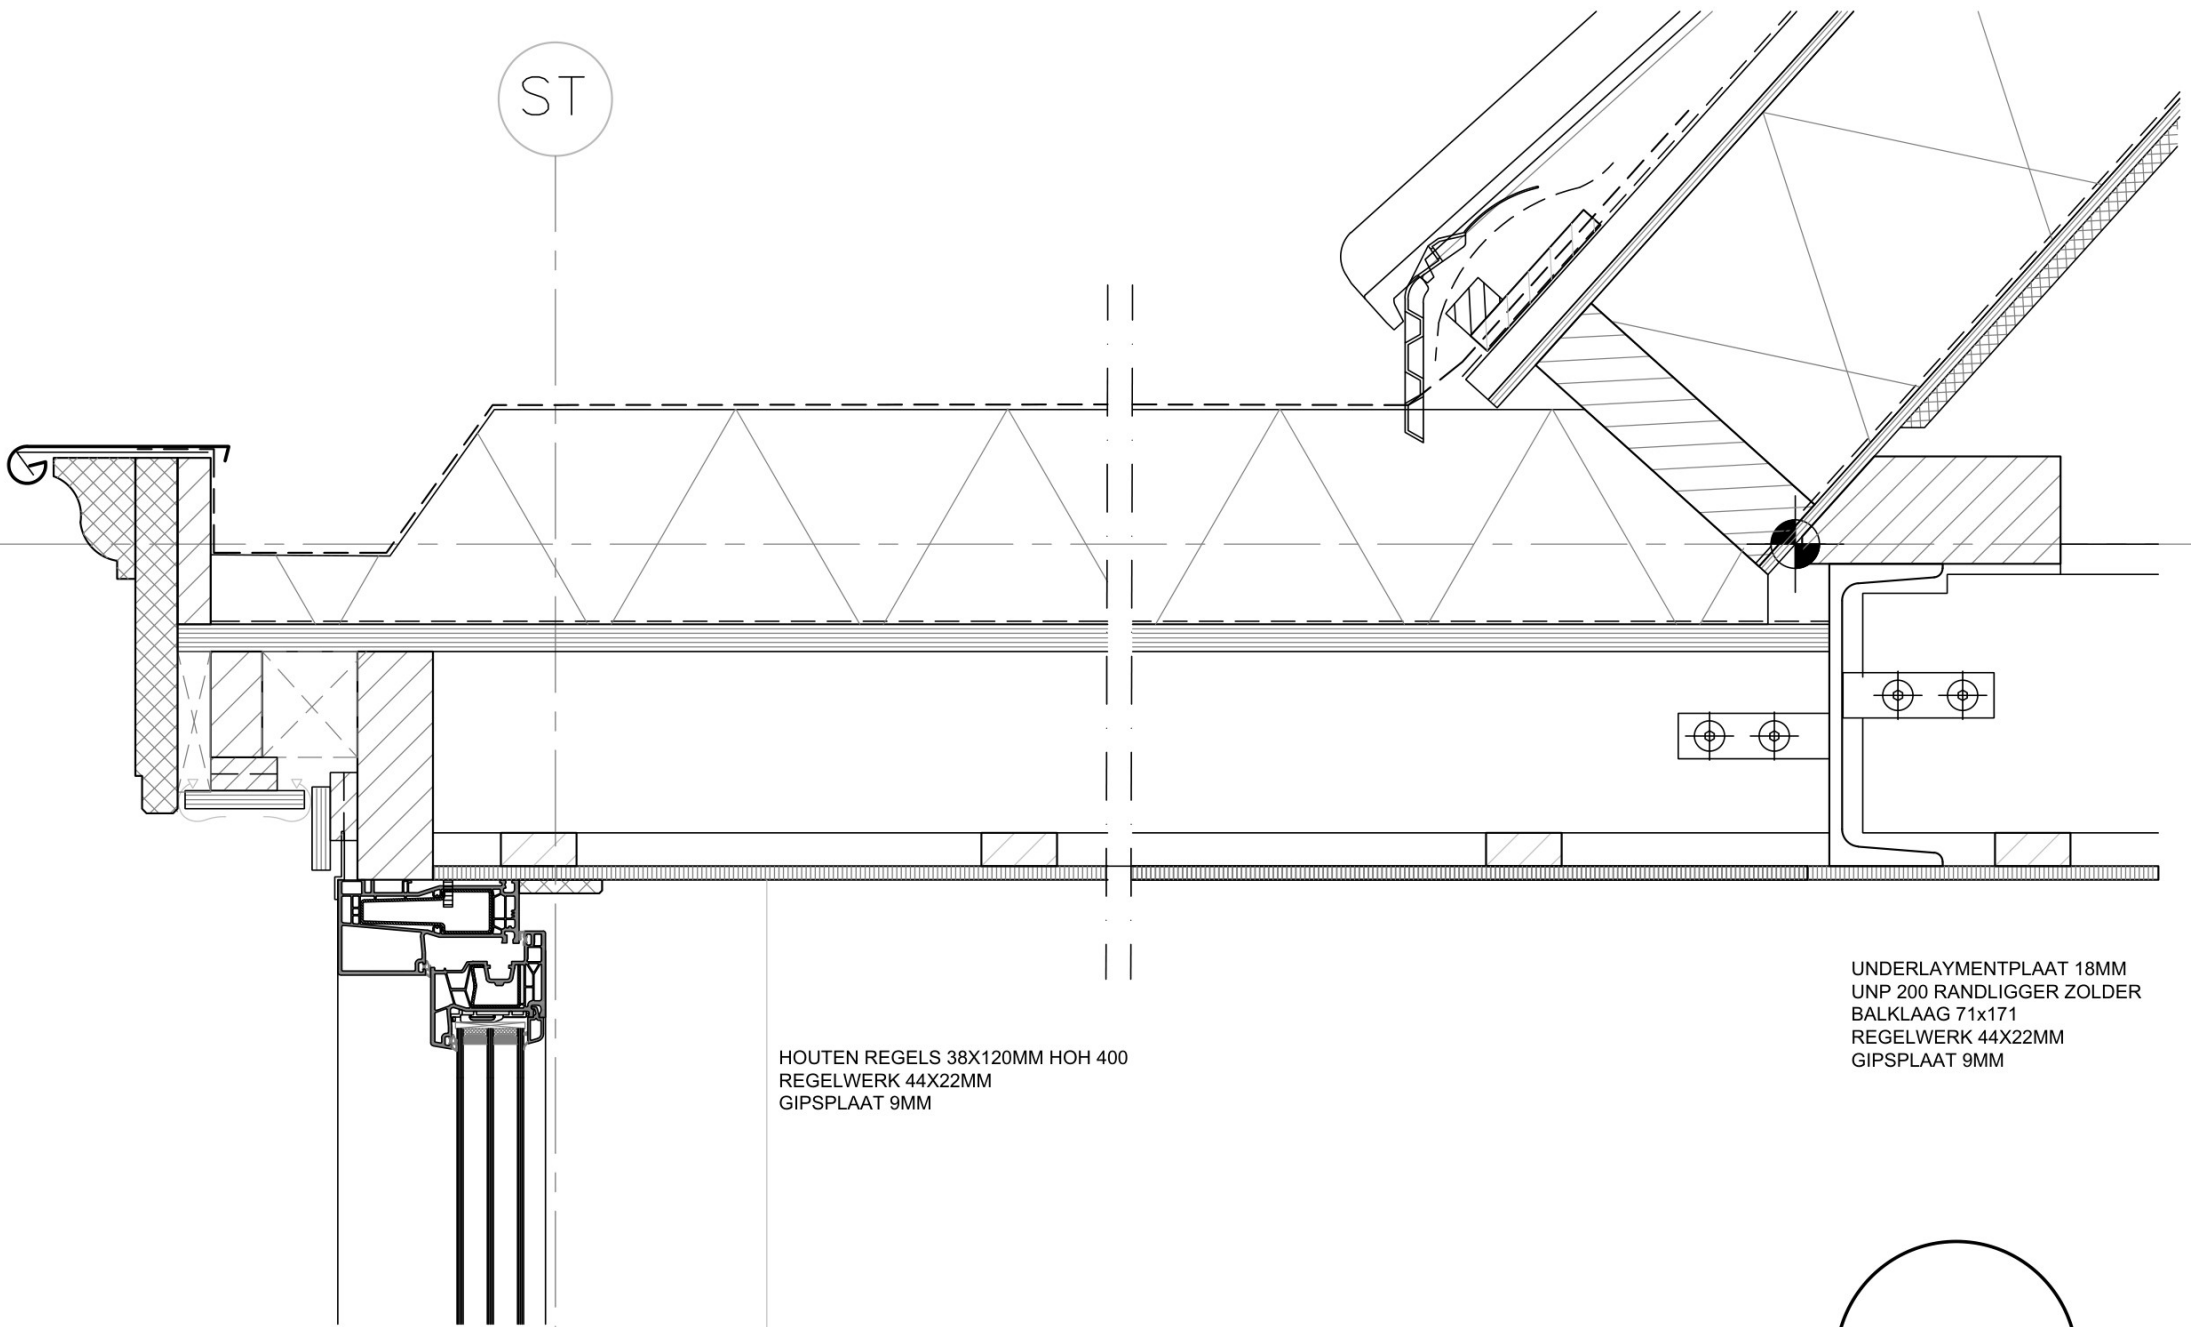 ST
HOUTEN REGELS 38X120MM HOH 400
REGELWERK 44X22MM
GIPSPLAAT 9MM
UNDERLAYMENTPLAAT 18MM
UNP 200 RANDLIGGER ZOLDER
BALKLAAG 71x171
REGELWERK 44X22MM
GIPSPLAAT 9MM